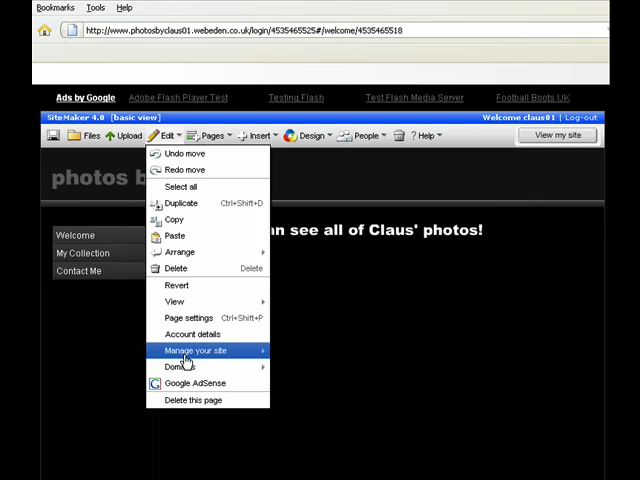 Bookmarks Tools Help
http://www.photosbyclaus01.webeden.co.uk/login/4535465525#/welcome/4535465518
Ads by Google Adobe Flash Player Test Testing Flash Test Flash Media Server Football Boots UK
SiteMaker 4.0 [basic view] Welcome claus01 | Log-out
Files Upload Edit Pages Insert Design People Help View my site
Undo move
Redo move
Select all
Duplicate Ctrl+Shift+D
Copy
Paste
Arrange
Delete Delete
Revert
View
Page settings Ctrl+Shift+P
Account details
Manage your site
Google AdSense
Delete this page
photos
Welcome
My Collection
Contact Me
see all of Claus' photos!